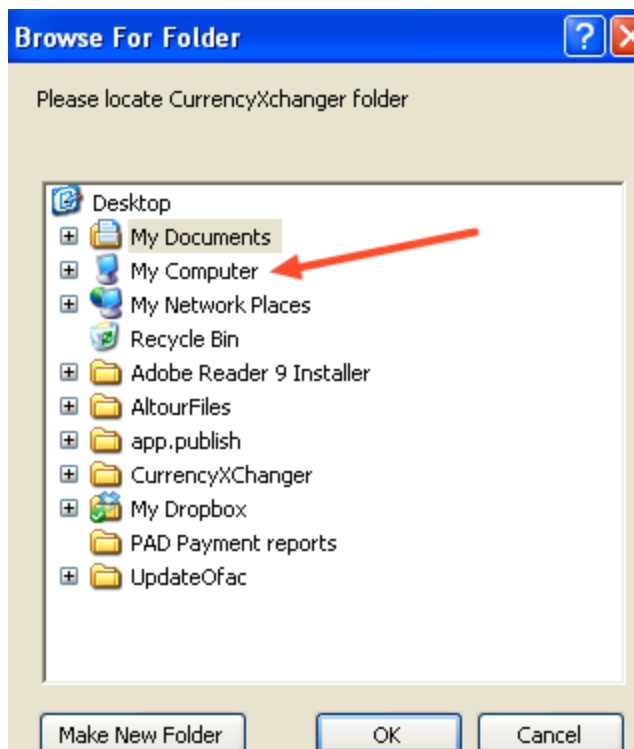 Browse For Folder
Please locate CurrencyXchanger folder
Desktop
My Documents
My Computer
My Network Places
Recycle Bin
Adobe Reader 9 Installer
AltourFiles
app.publish
CurrencyXChanger
My Dropbox
PAD Payment reports
UpdateOfac
Make New Folder OK Cancel